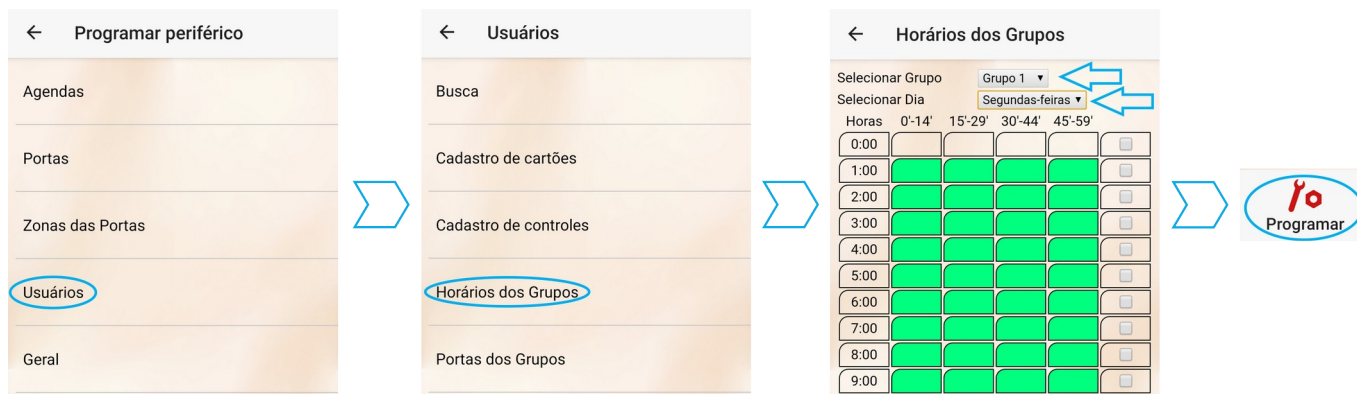 Programar periférico
Agendas
Portas
Zonas das Portas
Usuários
Geral
Usuários
Busca
Cadastro de cartões
Cadastro de controles
Horários dos Grupos
Portas dos Grupos
Horários dos Grupos
Selecionar Grupo Grupo 1
Selecionar Dia Segundas-feiras
Horas 0'-14' 15'-29' 30'-44' 45'-59'
0:00
1:00
2:00
3:00
4:00
5:00
6:00
7:00
8:00
9:00
Programar